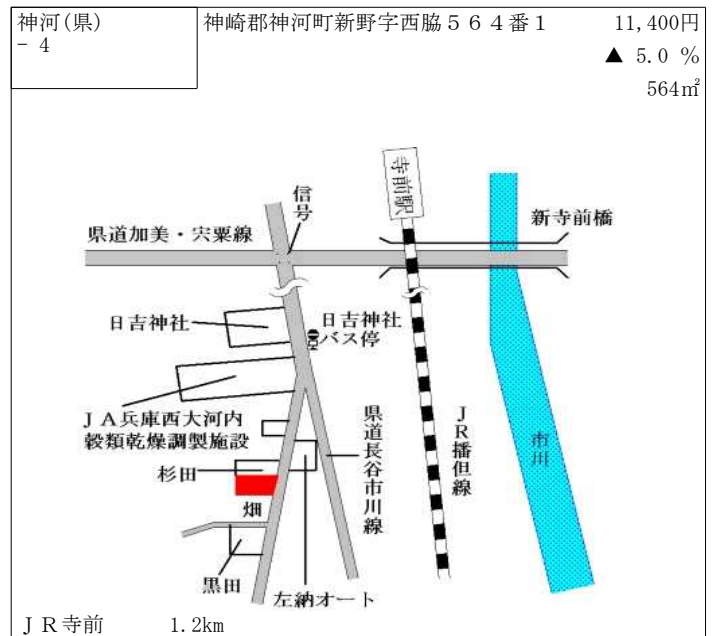 神河(県)
- 4
神崎郡神河町新野字西脇５６４番１
11,400円
▲ 5.0 %
564㎡
寺前駅
信号
新寺前橋
県道加美・宍粟線
日吉神社
日吉神社
バス停
ＪＡ兵庫西大河内
穀類乾燥調製施設
県道長谷市川線
ＪＲ播但線
市川
杉田
畑
黒田
左納オート
ＪＲ寺前 1.2km